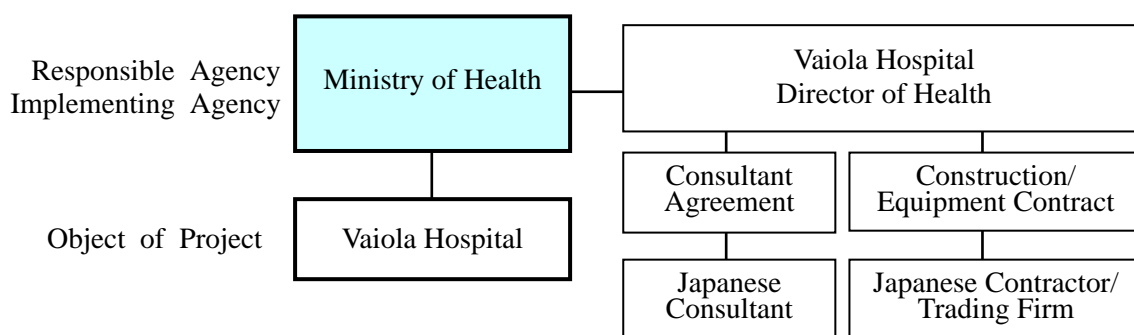 Responsible Agency
Implementing Agency
Ministry of Health
Vaiola Hospital
Director of Health
Consultant
Agreement
Construction/
Equipment Contract
Object of Project
Vaiola Hospital
Japanese
Consultant
Japanese Contractor/
Trading Firm